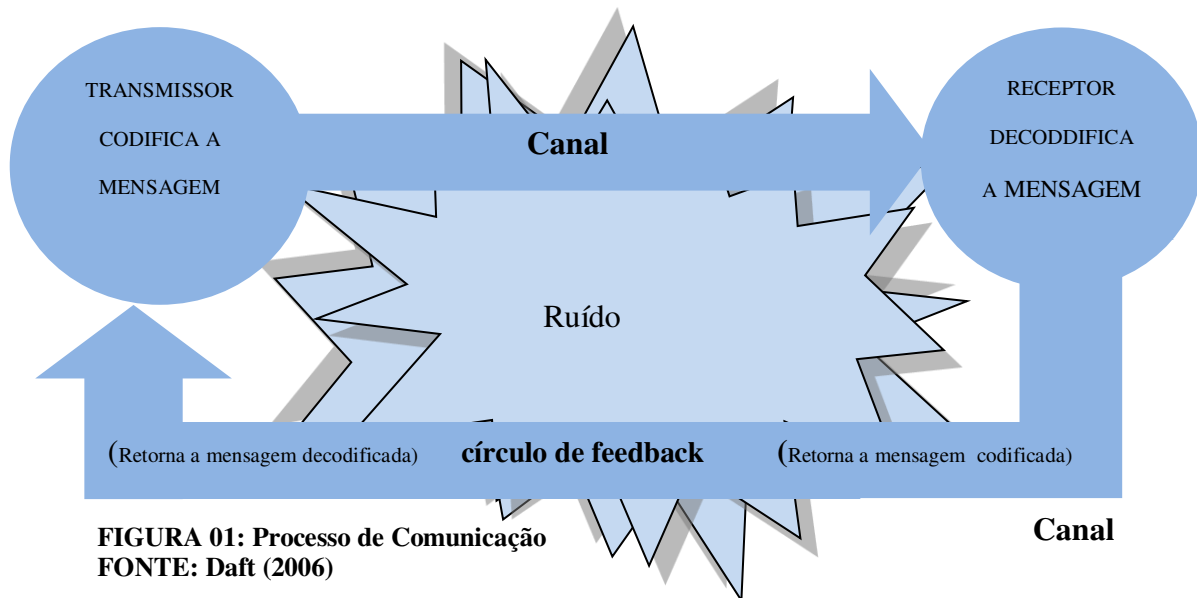 TRANSMISSOR
CODIFICA A
MENSAGEM
Canal
RECEPTOR
DECODDIFICA
A MENSAGEM
Ruído
(Retorna a mensagem decodificada)
círculo de feedback
(Retorna a mensagem codificada)
Canal
FIGURA 01: Processo de Comunicação
FONTE: Daft (2006)